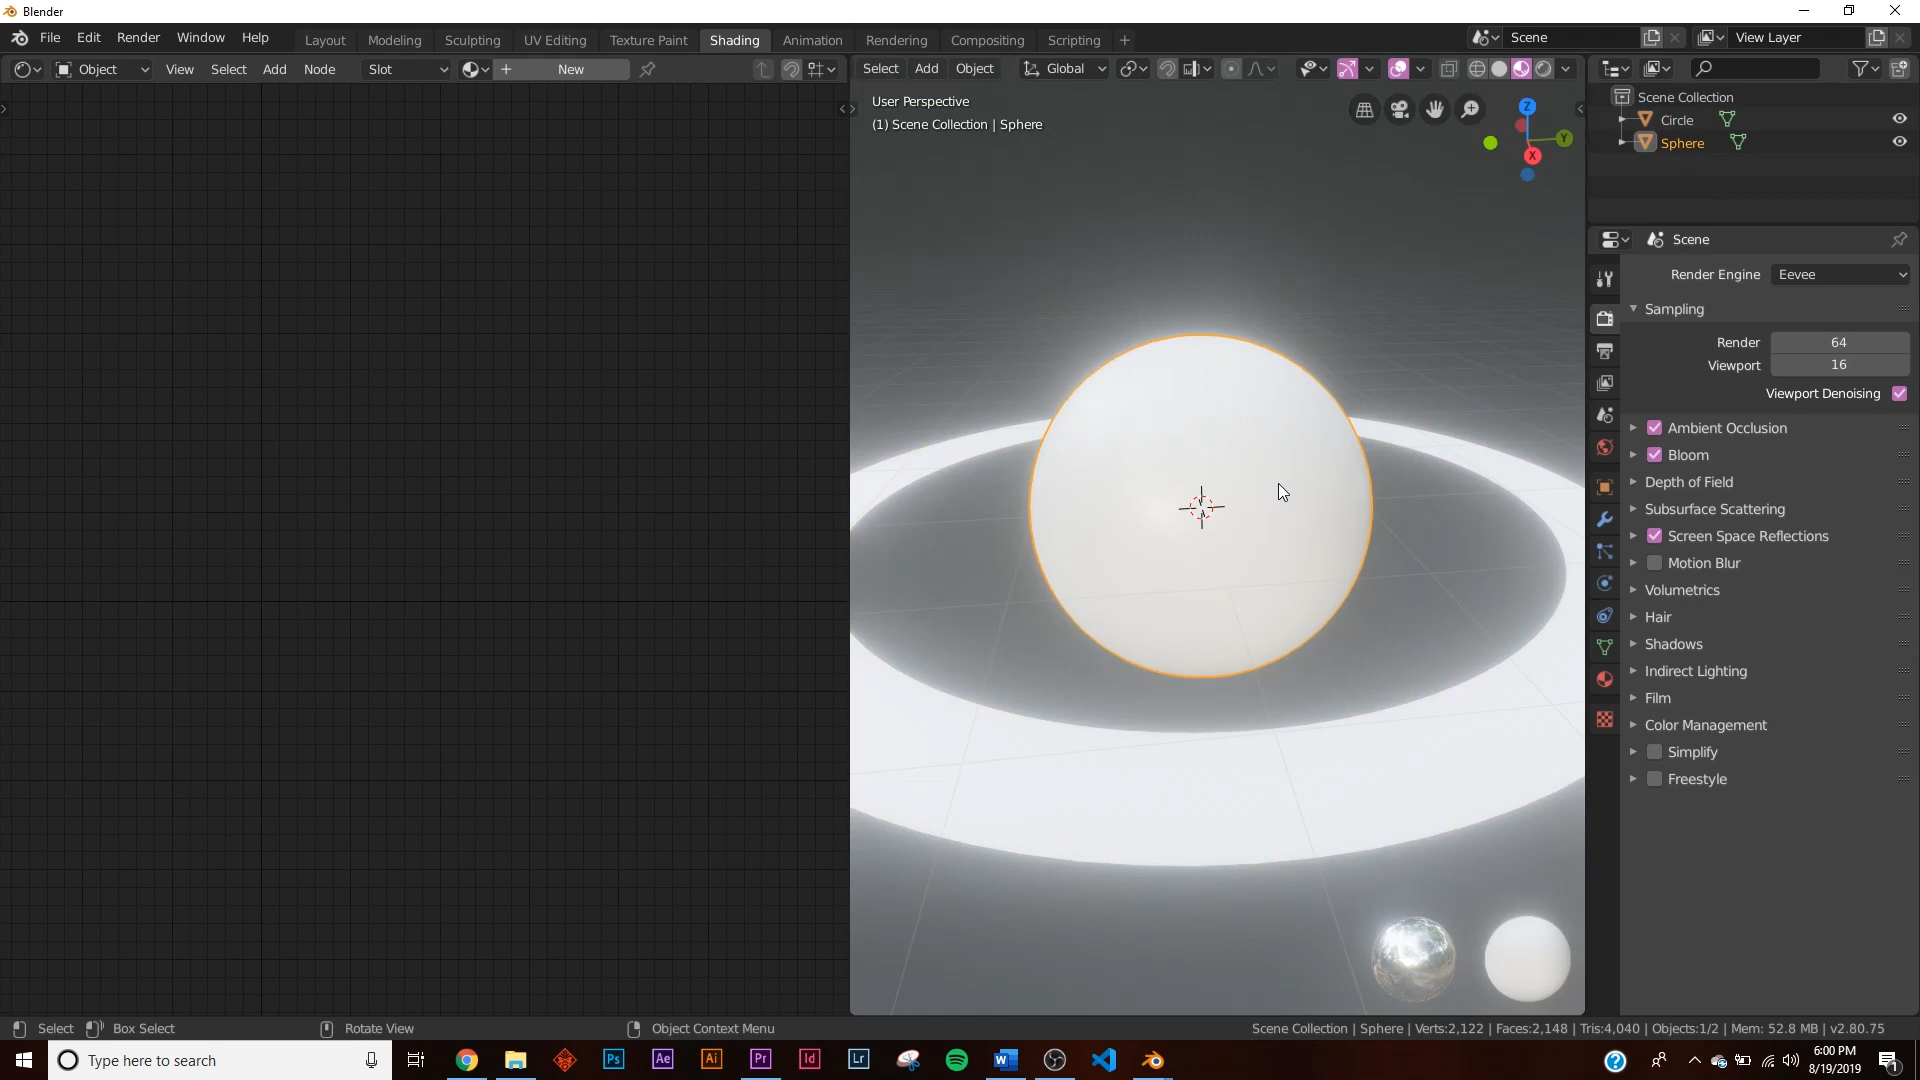 Blender
File Edit Render Window Help
Layout Modeling Sculpting UV Editing Texture Paint Shading Animation Rendering Compositing Scripting +
Scene
View Layer
Object View Select Add Node Slot New
Select Add Object Global
User Perspective
(1) Scene Collection | Sphere
Z
Y
X
Scene Collection
Circle
Sphere
Scene
Render Engine Eevee
Sampling
Render 64
Viewport 16
Viewport Denoising
Ambient Occlusion
Bloom
Depth of Field
Subsurface Scattering
Screen Space Reflections
Motion Blur
Volumetrics
Hair
Shadows
Indirect Lighting
Film
Color Management
Simplify
Freestyle
Select Box Select Rotate View Object Context Menu
Scene Collection | Sphere | Verts:2,122 | Faces:2,148 | Tris:4,040 | Objects:1/2 | Mem: 52.8 MB | v2.80.75
Type here to search
Ps Ae Ai Pr Id Lr W
6:00 PM
8/19/2019
1